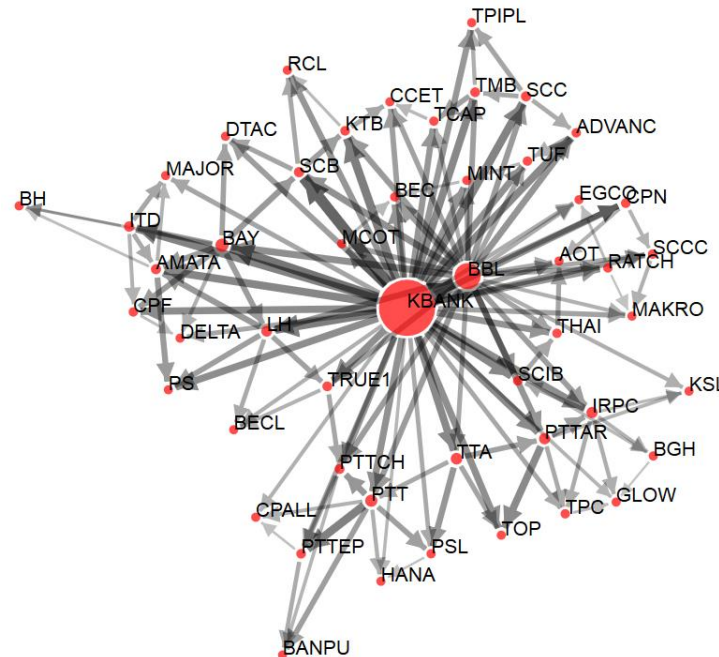 TPIPL
RCL
TMB
SCC
CCET
TCAP
KTB
ADVANC
DTAC
SCB
TUF
MAJOR
MINT
BEC
EGCO
CPN
BH
ITD
BAY
MCOT
AMATA
AOT
SCCC
BBL
RATCH
KBANK
CPF
MAKRO
DELTA
LH
THAI
PS
TRUE1
SCIB
KSL
BECL
IRPC
PTTAR
PTTCH
TTA
BGH
PTT
GLOW
CPALL
TPC
TOP
PTTEP
PSL
HANA
BANPU